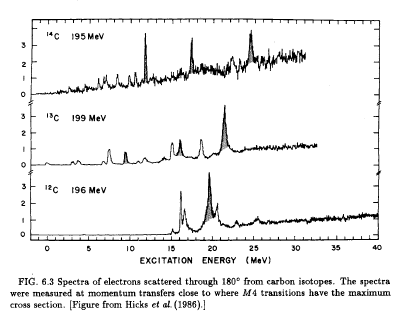 ¹⁴C 195 MeV
3
2
1
0
¹³C 199 MeV
3
2
1
0
¹²C 196 MeV
3
2
1
0
0 5 10 15 20 25 30 35 40
EXCITATION ENERGY (MeV)
FIG. 6.3 Spectra of electrons scattered through 180° from carbon isotopes. The spectra
were measured at momentum transfers close to where M4 transitions have the maximum
cross section. [Figure from Hicks et al. (1986).]